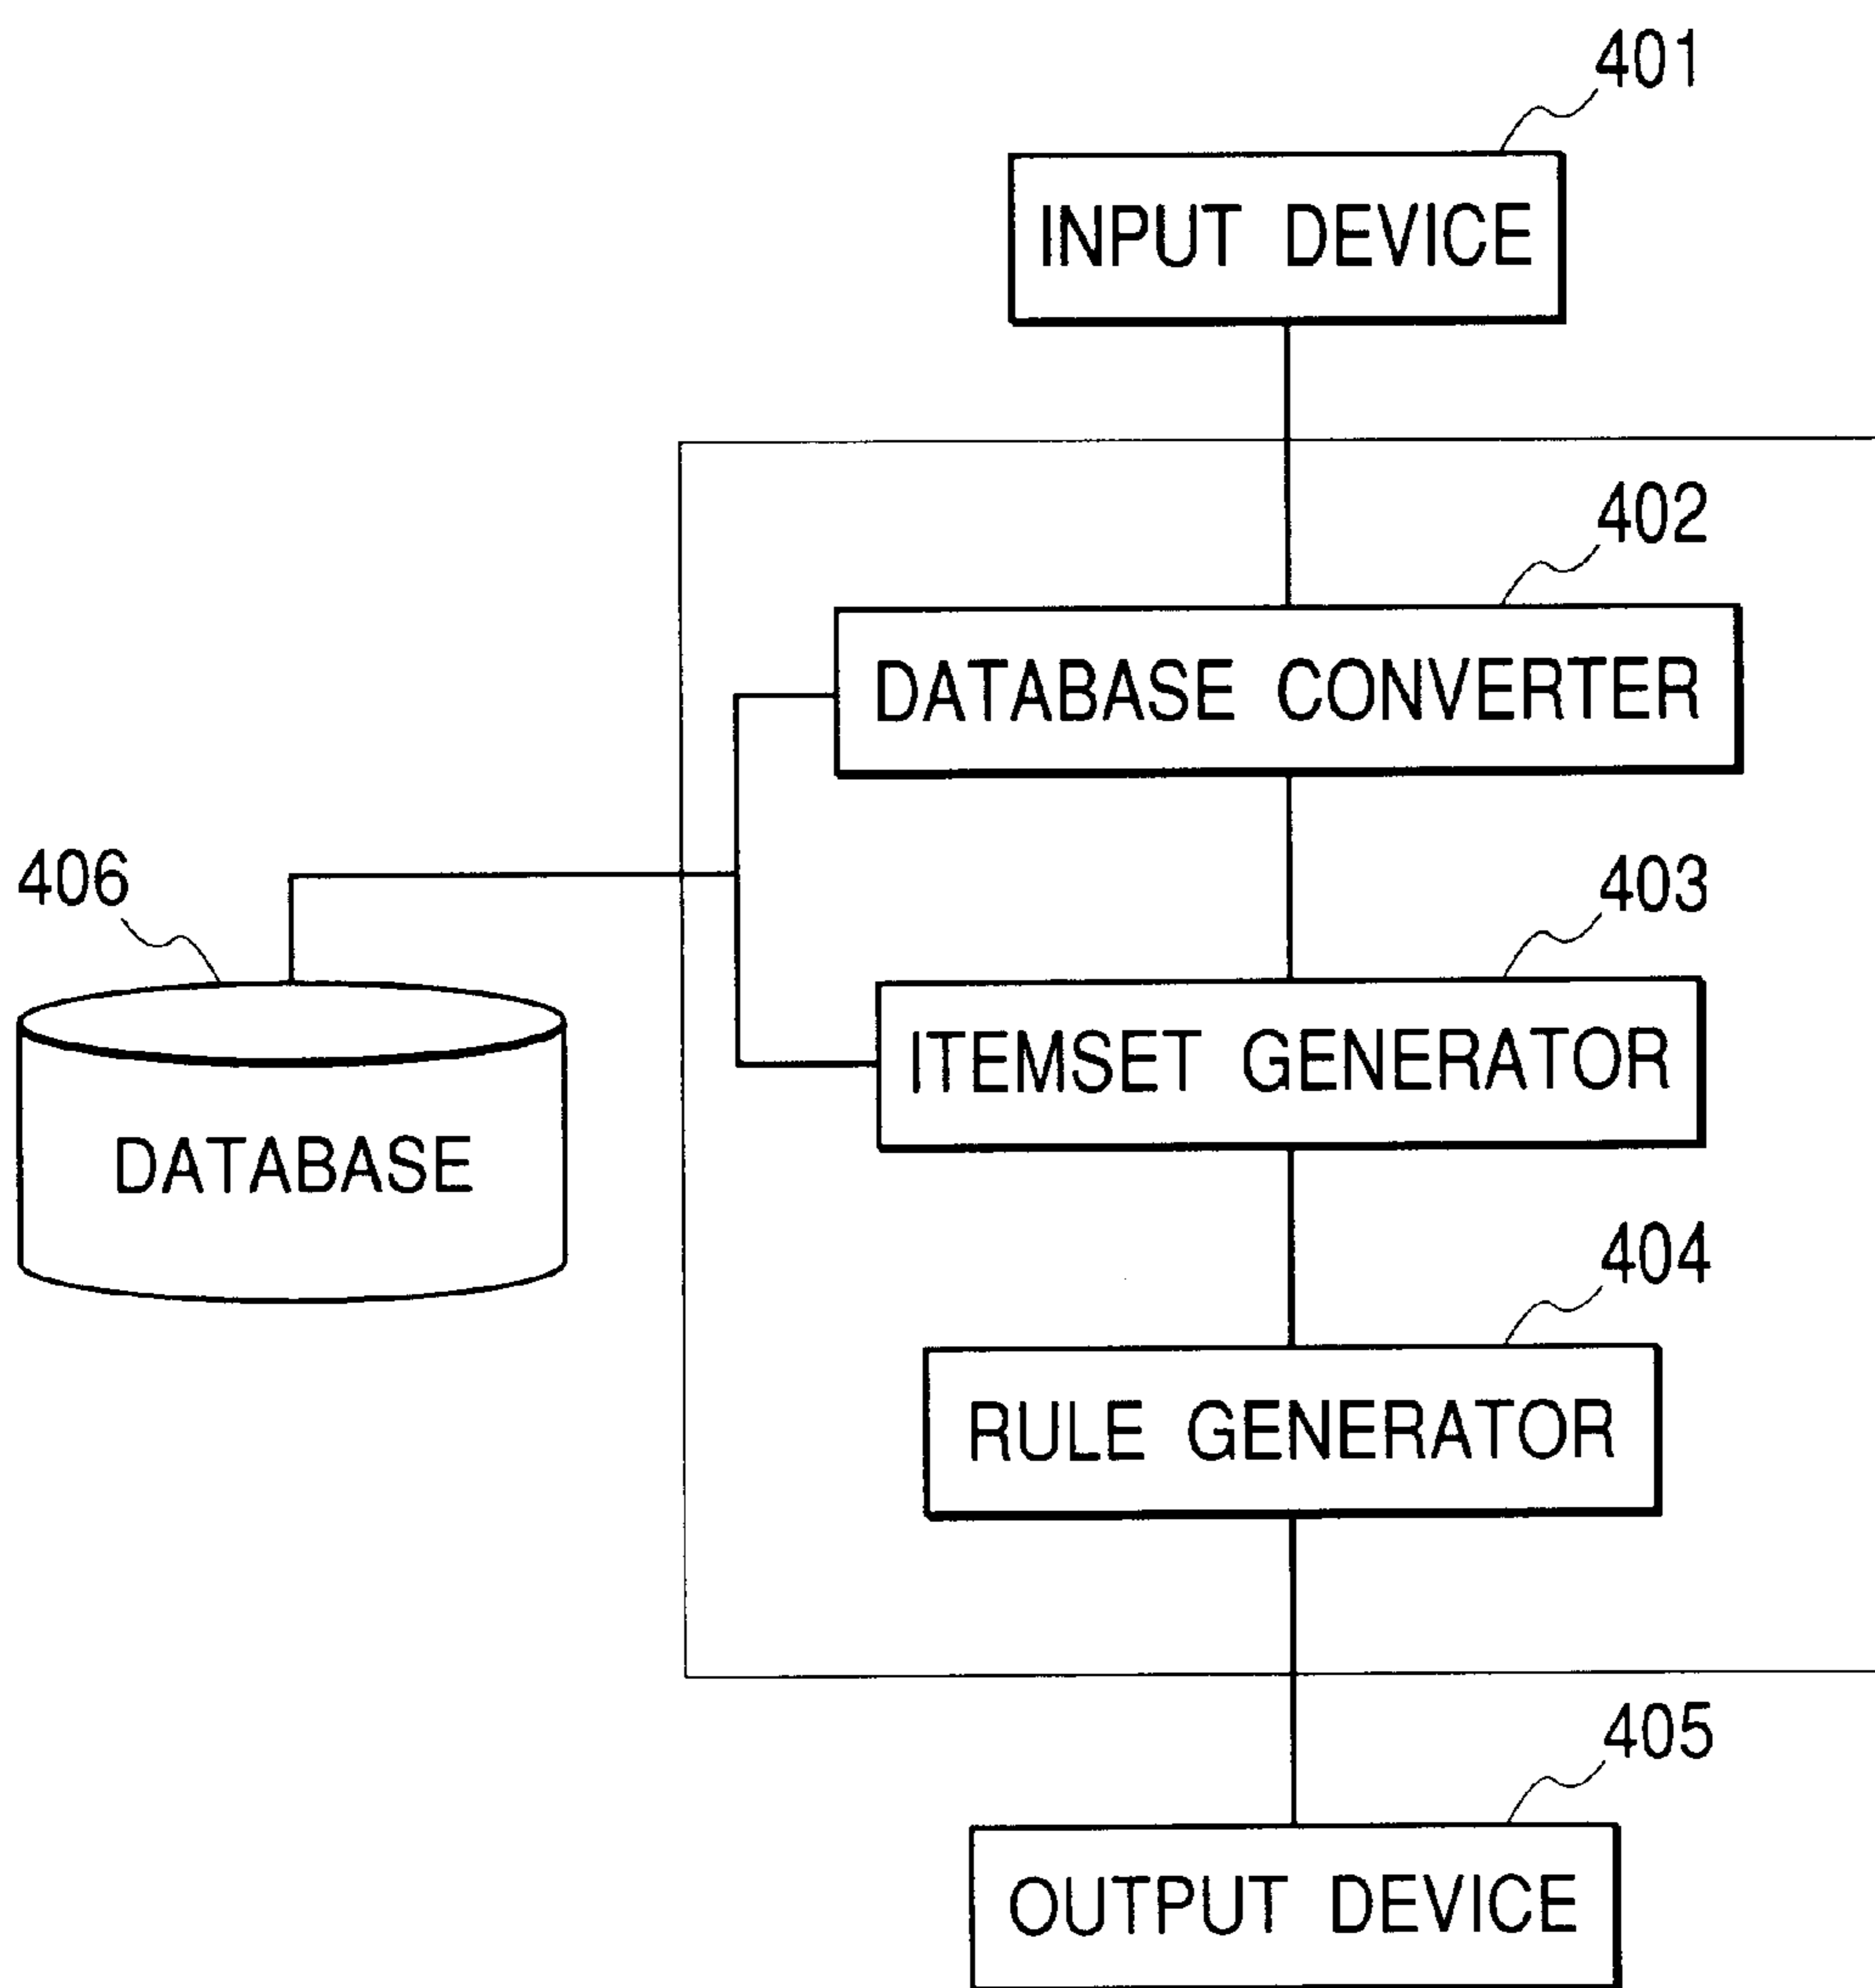 401
INPUT DEVICE
402
DATABASE CONVERTER
406
403
ITEMSET GENERATOR
DATABASE
404
RULE GENERATOR
405
OUTPUT DEVICE